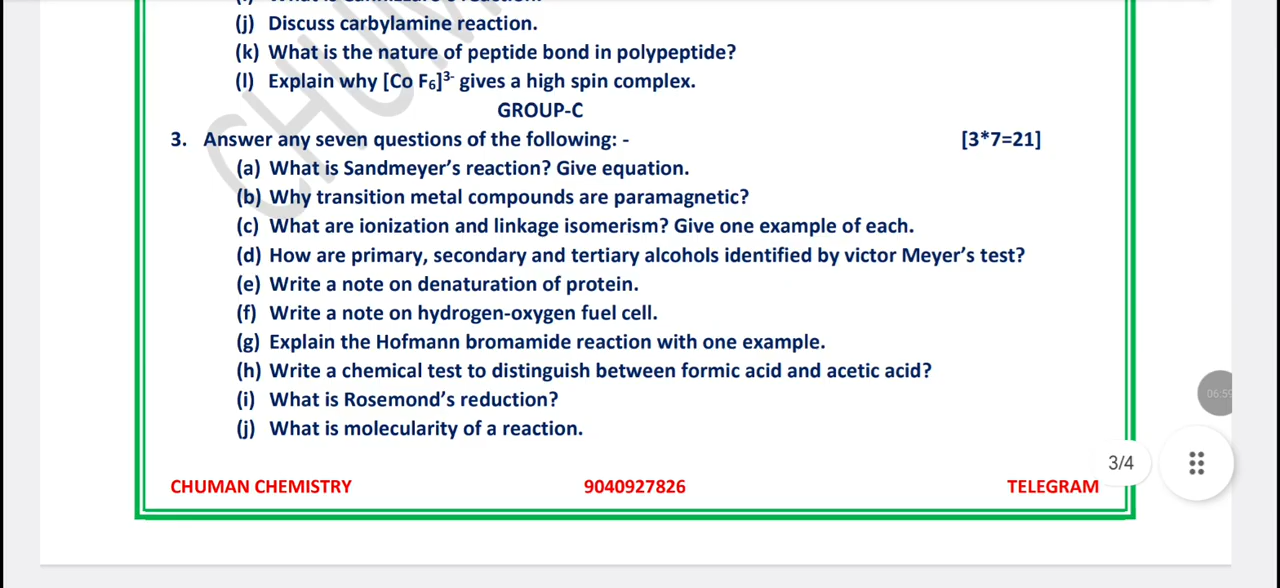 (j) Discuss carbylamine reaction.
(k) What is the nature of peptide bond in polypeptide?
(l) Explain why [Co F₆]³⁻ gives a high spin complex.
GROUP-C
3. Answer any seven questions of the following: - [3*7=21]
(a) What is Sandmeyer’s reaction? Give equation.
(b) Why transition metal compounds are paramagnetic?
(c) What are ionization and linkage isomerism? Give one example of each.
(d) How are primary, secondary and tertiary alcohols identified by victor Meyer’s test?
(e) Write a note on denaturation of protein.
(f) Write a note on hydrogen-oxygen fuel cell.
(g) Explain the Hofmann bromamide reaction with one example.
(h) Write a chemical test to distinguish between formic acid and acetic acid?
(i) What is Rosemond’s reduction?
(j) What is molecularity of a reaction.
06:59
3/4
CHUMAN CHEMISTRY 9040927826 TELEGRAM